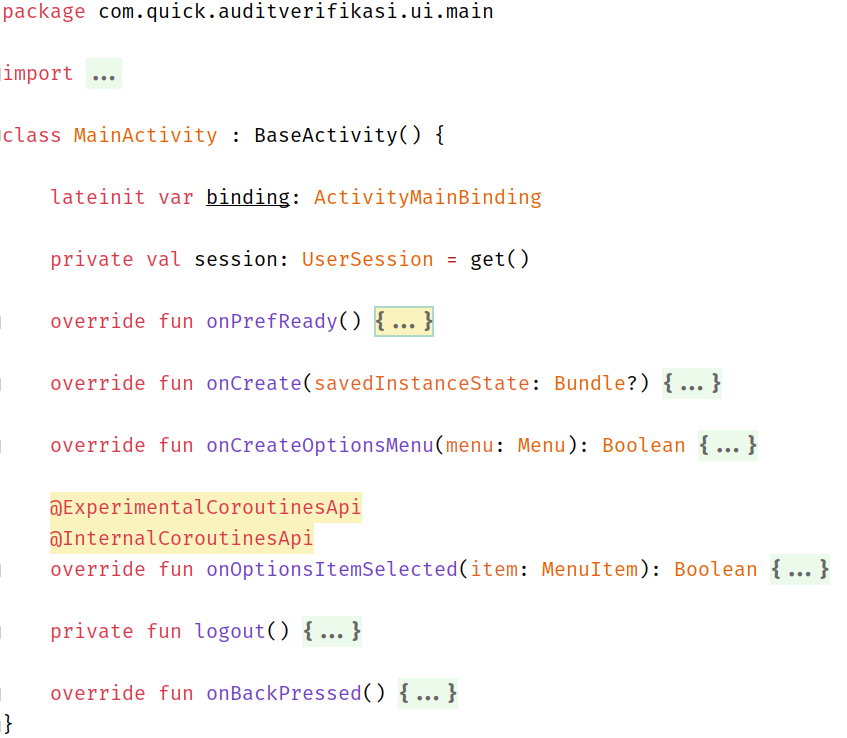 package com.quick.auditverifikasi.ui.main
import ...
class MainActivity : BaseActivity() {
lateinit var binding: ActivityMainBinding
private val session: UserSession = get()
override fun onPrefReady() {...}
override fun onCreate(savedInstanceState: Bundle?) {...}
override fun onCreateOptionsMenu(menu: Menu): Boolean {...}
@ExperimentalCoroutinesApi
@InternalCoroutinesApi
override fun onOptionsItemSelected(item: MenuItem): Boolean {...}
private fun logout() {...}
override fun onBackPressed() {...}
}